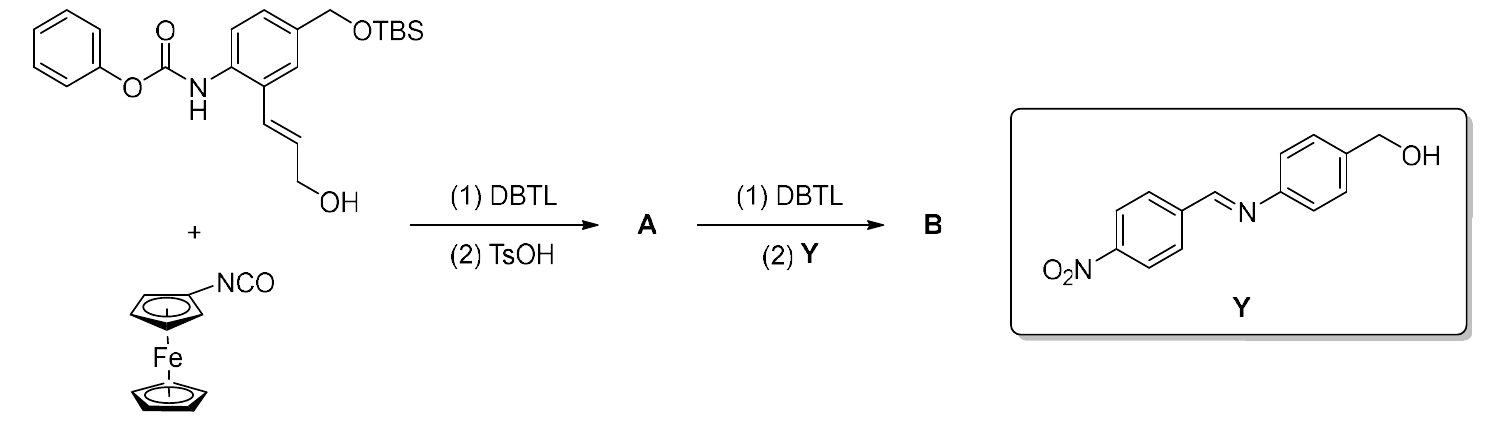 O
OTBS
O
N
H
OH
+
NCO
Fe
(1) DBTL
(2) TsOH
A
(1) DBTL
(2) Y
B
OH
N
O₂N
Y